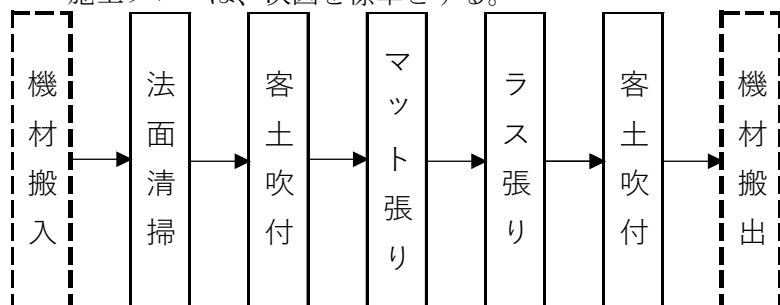 機材搬入
法面清掃
客土吹付
マット張り
ラス張り
客土吹付
機材搬出